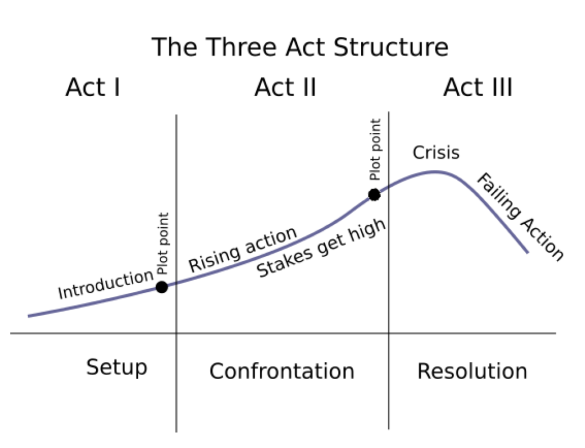 The Three Act Structure
Act I
Act II
Act III
Introduction
Plot point
Rising action
Stakes get high
Plot point
Crisis
Failing Action
Setup
Confrontation
Resolution